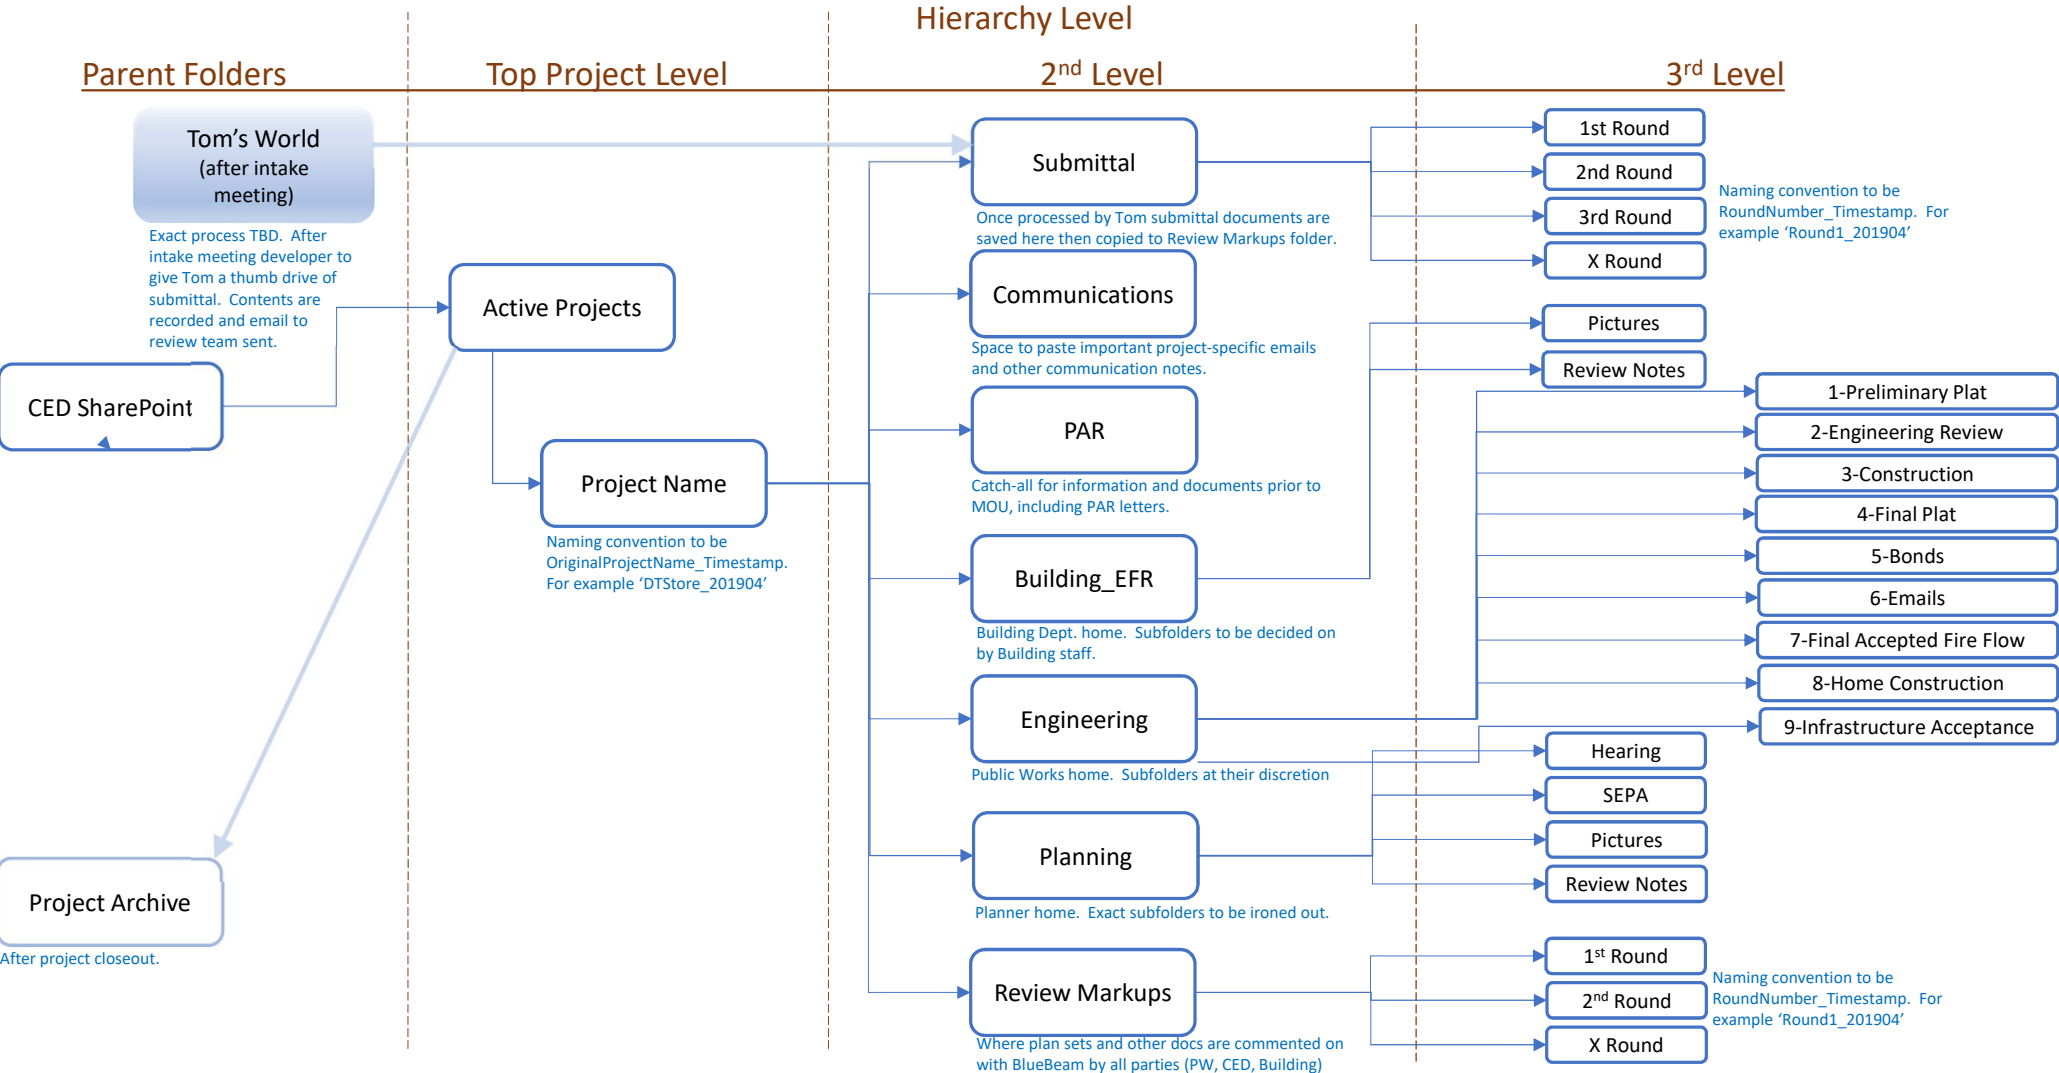 Hierarchy Level
Parent Folders
Top Project Level
2nd Level
3rd Level
Tom's World
(after intake
meeting)
Exact process TBD. After
intake meeting developer to
give Tom a thumb drive of
submittal. Contents are
recorded and email to
review team sent.
CED SharePoint
Project Archive
After project closeout.
Active Projects
Project Name
Naming convention to be
OriginalProjectName_Timestamp.
For example ‘DTStore_201904’
Submittal
Once processed by Tom submittal documents are
saved here then copied to Review Markups folder.
Communications
Space to paste important project-specific emails
and other communication notes.
PAR
Catch-all for information and documents prior to
MOU, including PAR letters.
Building_EFR
Building Dept. home. Subfolders to be decided on
by Building staff.
Engineering
Public Works home. Subfolders at their discretion
Planning
Planner home. Exact subfolders to be ironed out.
Review Markups
Where plan sets and other docs are commented on
with BlueBeam by all parties (PW, CED, Building)
1st Round
2nd Round
3rd Round
X Round
Naming convention to be
RoundNumber_Timestamp. For
example ‘Round1_201904’
Pictures
Review Notes
1-Preliminary Plat
2-Engineering Review
3-Construction
4-Final Plat
5-Bonds
6-Emails
7-Final Accepted Fire Flow
8-Home Construction
9-Infrastructure Acceptance
Hearing
SEPA
Pictures
Review Notes
1st Round
2nd Round
X Round
Naming convention to be
RoundNumber_Timestamp. For
example ‘Round1_201904’